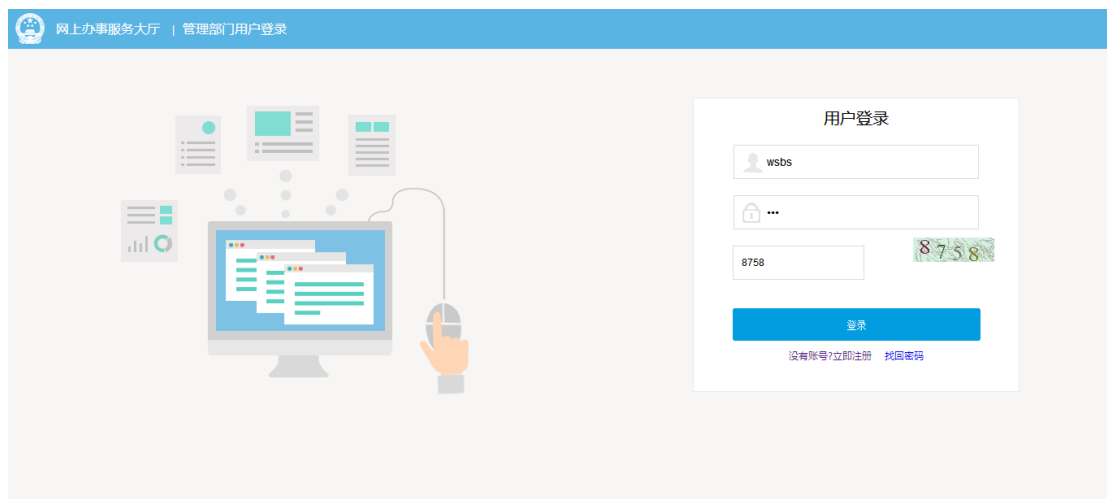 网上办事服务大厅 | 管理部门用户登录
用户登录
wsbs
•••
8758
8758
登录
没有账号?立即注册 找回密码